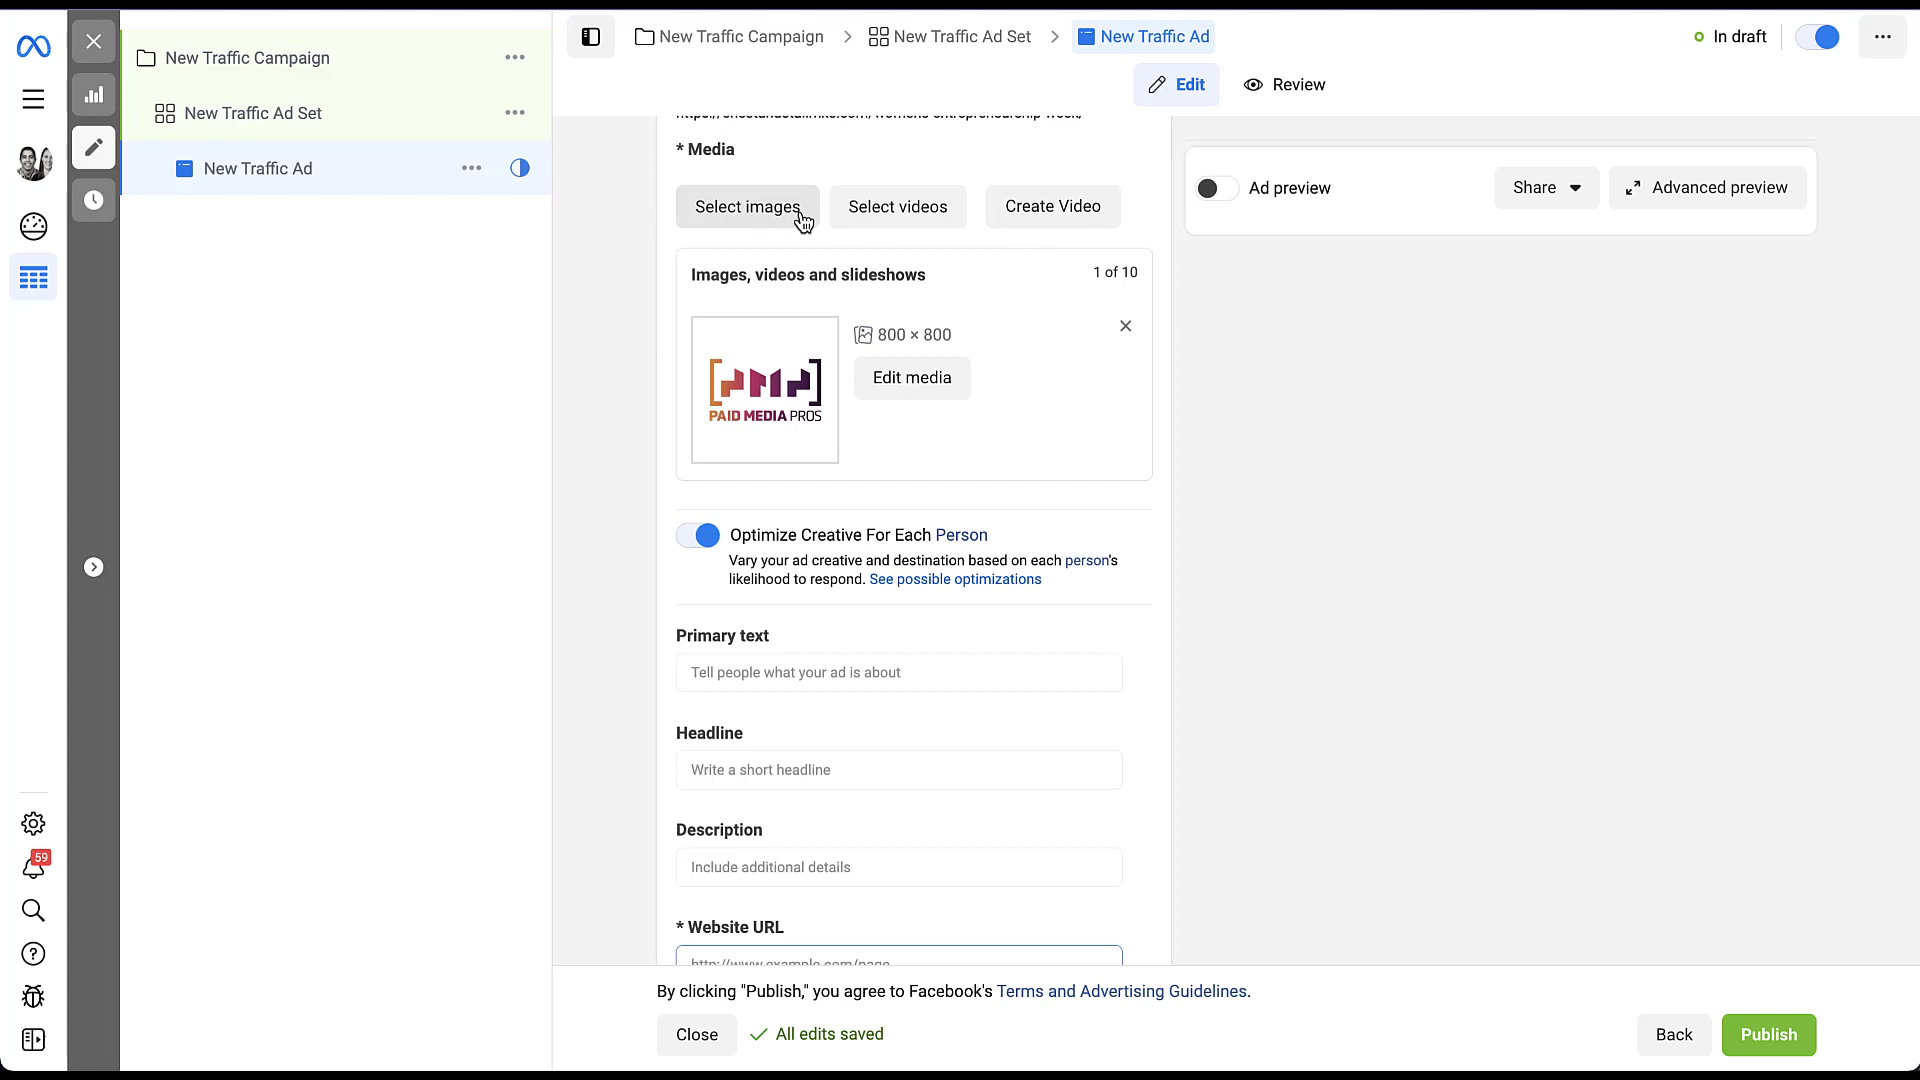 New Traffic Campaign
New Traffic Ad Set
New Traffic Ad
59
New Traffic Campaign
New Traffic Ad Set
New Traffic Ad
In draft
Edit
Review
* Media
Select images
Select videos
Create Video
Images, videos and slideshows
1 of 10
800 × 800
Edit media
PAID MEDIA PROS
Optimize Creative For Each Person
Vary your ad creative and destination based on each person's
likelihood to respond. See possible optimizations
Primary text
Tell people what your ad is about
Headline
Write a short headline
Description
Include additional details
* Website URL
http://www.example.com/page
Ad preview
Share
Advanced preview
By clicking "Publish," you agree to Facebook's Terms and Advertising Guidelines.
Close
All edits saved
Back
Publish